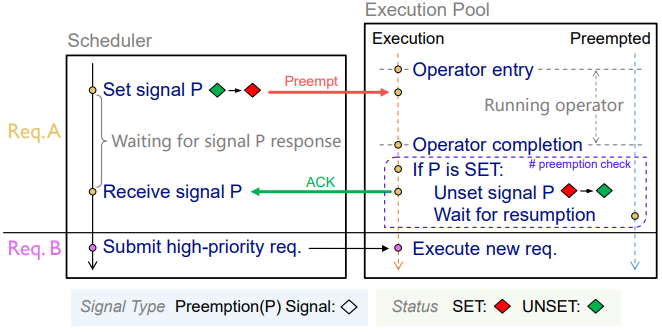 Execution Pool
Scheduler
Execution
Preempted
Set signal P
Preempt
Operator entry
Running operator
Req.A
Waiting for signal P response
Operator completion
# preemption check
If P is SET:
Receive signal P
ACK
Unset signal P
Wait for resumption
Req. B
Submit high-priority req.
Execute new req.
Signal Type Preemption(P) Signal:
Status SET: UNSET: